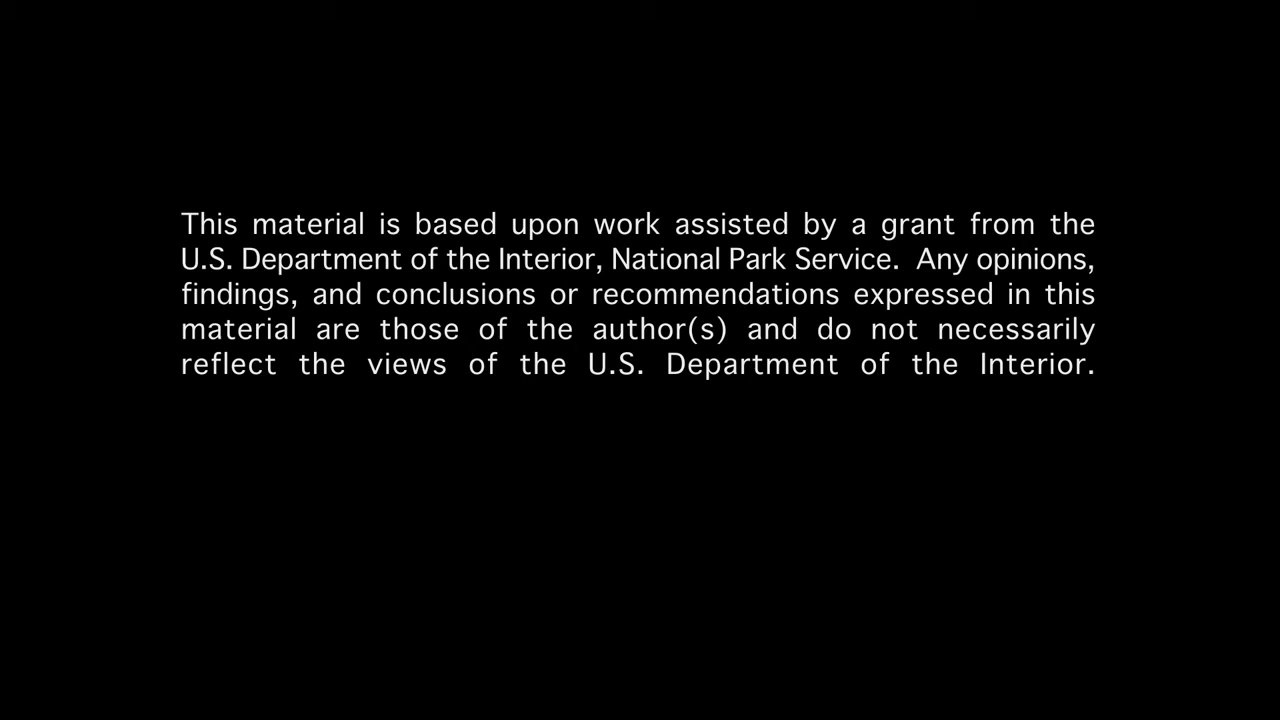 This material is based upon work assisted by a grant from the
U.S. Department of the Interior, National Park Service.  Any opinions,
findings, and conclusions or recommendations expressed in this
material are those of the author(s) and do not necessarily
reflect the views of the U.S. Department of the Interior.